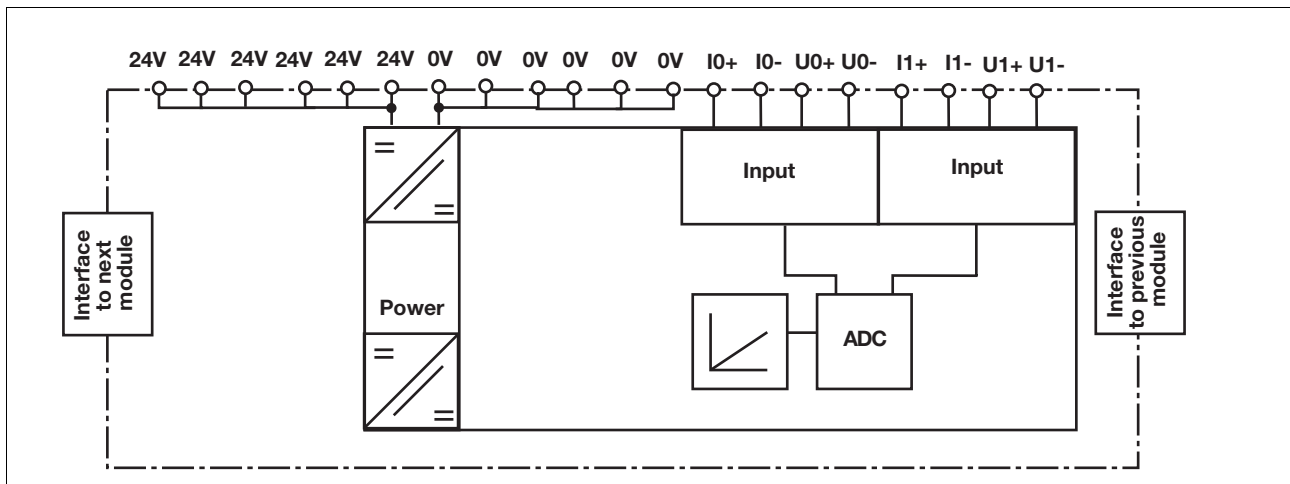 24V 24V 24V 24V 24V 24V 0V 0V 0V 0V 0V 0V I0+ I0- U0+ U0- I1+ I1- U1+ U1-
Input
Input
Interface
to next
module
Interface
to previous
module
Power
ADC